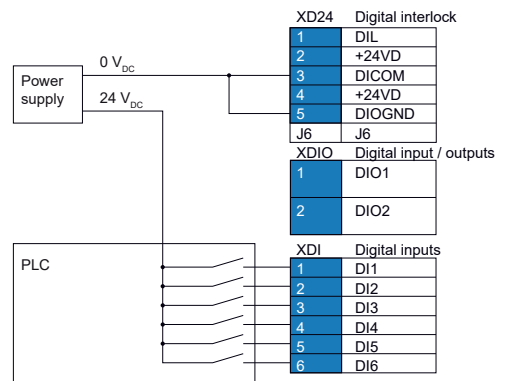 XD24 Digital interlock
1 DIL
2 +24VD
3 DICOM
4 +24VD
5 DIOGND
J6 J6
0 VDC
Power
supply
24 VDC
XDIO Digital input / outputs
1 DIO1
2 DIO2
XDI Digital inputs
PLC
1 DI1
2 DI2
3 DI3
4 DI4
5 DI5
6 DI6